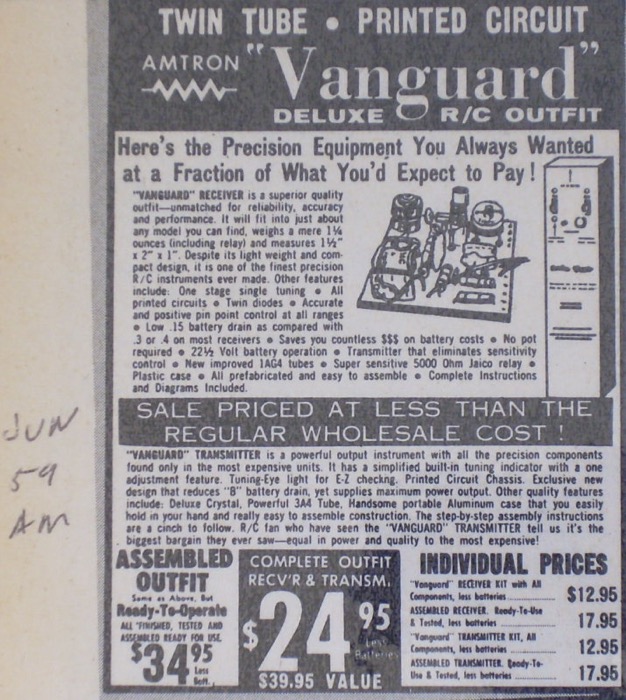 TWIN TUBE • PRINTED CIRCUIT
AMTRON "Vanguard"
DELUXE R/C OUTFIT
Here's the Precision Equipment You Always Wanted
at a Fraction of What You'd Expect to Pay!
"VANGUARD" RECEIVER is a superior quality
outfit—unmatched for reliability, accuracy
and performance. It will fit into just about
any model you can find, weighs a mere 1¼
ounces (including relay) and measures 1½"
x 2" x 1". Despite its light weight and com-
pact design, it is one of the finest precision
R/C instruments ever made. Other features
include: One stage single tuning • All
printed circuits • Twin diodes • Accurate
and positive pin point control at all ranges
• Low .15 battery drain as compared with
.3 or .4 on most receivers • Saves you countless $$$ on battery costs • No pot
required • 22½ Volt battery operation • Transmitter that eliminates sensitivity
control • New improved 1AG4 tubes • Super sensitive 5000 Ohm Jaico relay •
Plastic case • All prefabricated and easy to assemble • Complete Instructions
and Diagrams Included.
SALE PRICED AT LESS THAN THE
REGULAR WHOLESALE COST !
"VANGUARD" TRANSMITTER is a powerful output instrument with all the precision components
found only in the most expensive units. It has a simplified built-in tuning indicator with a one
adjustment feature. Tuning-Eye light for E-Z checkng. Printed Circuit Chassis. Exclusive new
design that reduces "B" battery drain, yet supplies maximum power output. Other quality features
include: Deluxe Crystal, Powerful 3A4 Tube, Handsome portable Aluminum case that you easily
hold in your hand and really easy to assemble construction. The step-by-step assembly instructions
are a cinch to follow. R/C fan who have seen the "VANGUARD" TRANSMITTER tell us it's the
biggest bargain they ever saw—equal in power and quality to the most expensive!
JUN
59
AM
ASSEMBLED
OUTFIT
Same as Above, But
Ready-To-Operate
ALL FINISHED, TESTED AND
ASSEMBLED READY FOR USE.
$34.95
Less
Batt.
COMPLETE OUTFIT
RECV'R & TRANSM.
$24.95
Less
Batteries
$39.95 VALUE
INDIVIDUAL PRICES
"Vanguard" RECEIVER KIT with All
Components, less batteries $12.95
ASSEMBLED RECEIVER. Ready-To-Use
& Tested, less batteries 17.95
"Vanguard" TRANSMITTER KIT, All
Components, less batteries 12.95
ASSEMBLED TRANSMITTER. Ready-To-
Use & Tested, less batteries 17.95